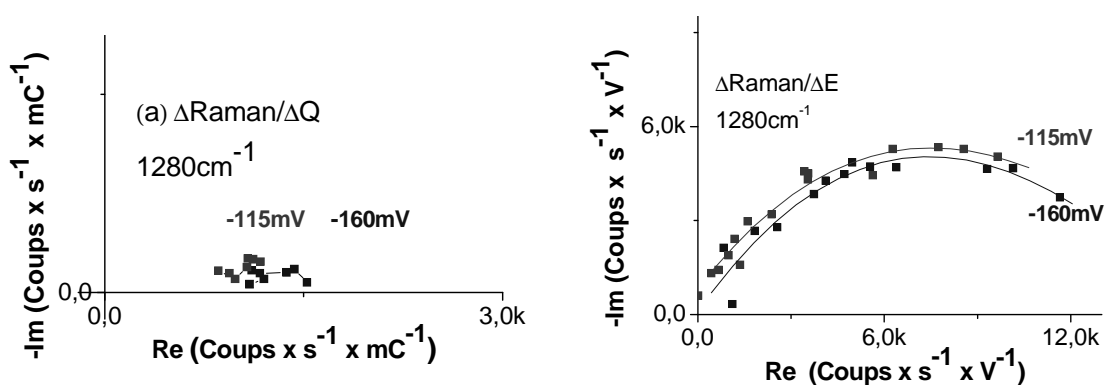 -Im (Coups x s⁻¹ x mC⁻¹)
(a) ΔRaman/ΔQ
1280cm⁻¹
-115mV -160mV
0,0
0,0 3,0k
Re (Coups x s⁻¹ x mC⁻¹)
-Im (Coups x s⁻¹ x V⁻¹)
ΔRaman/ΔE
1280cm⁻¹
6,0k
-115mV
-160mV
0,0
0,0 6,0k 12,0k
Re (Coups x s⁻¹ x V⁻¹)